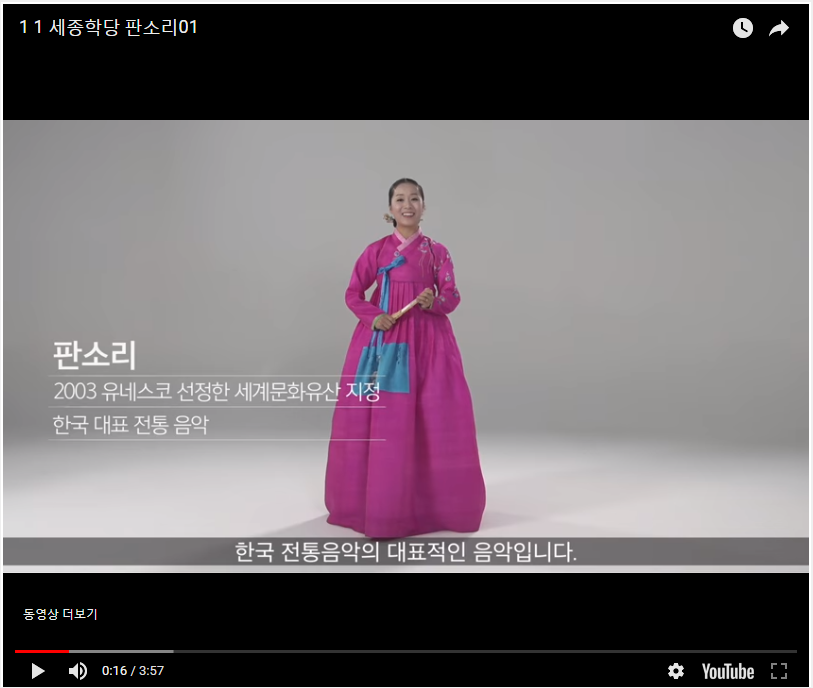 1 1 세종학당 판소리01
판소리
2003 유네스코 선정한 세계문화유산 지정
한국 대표 전통 음악
한국 전통음악의 대표적인 음악입니다.
동영상 더보기
0:16 / 3:57
YouTube